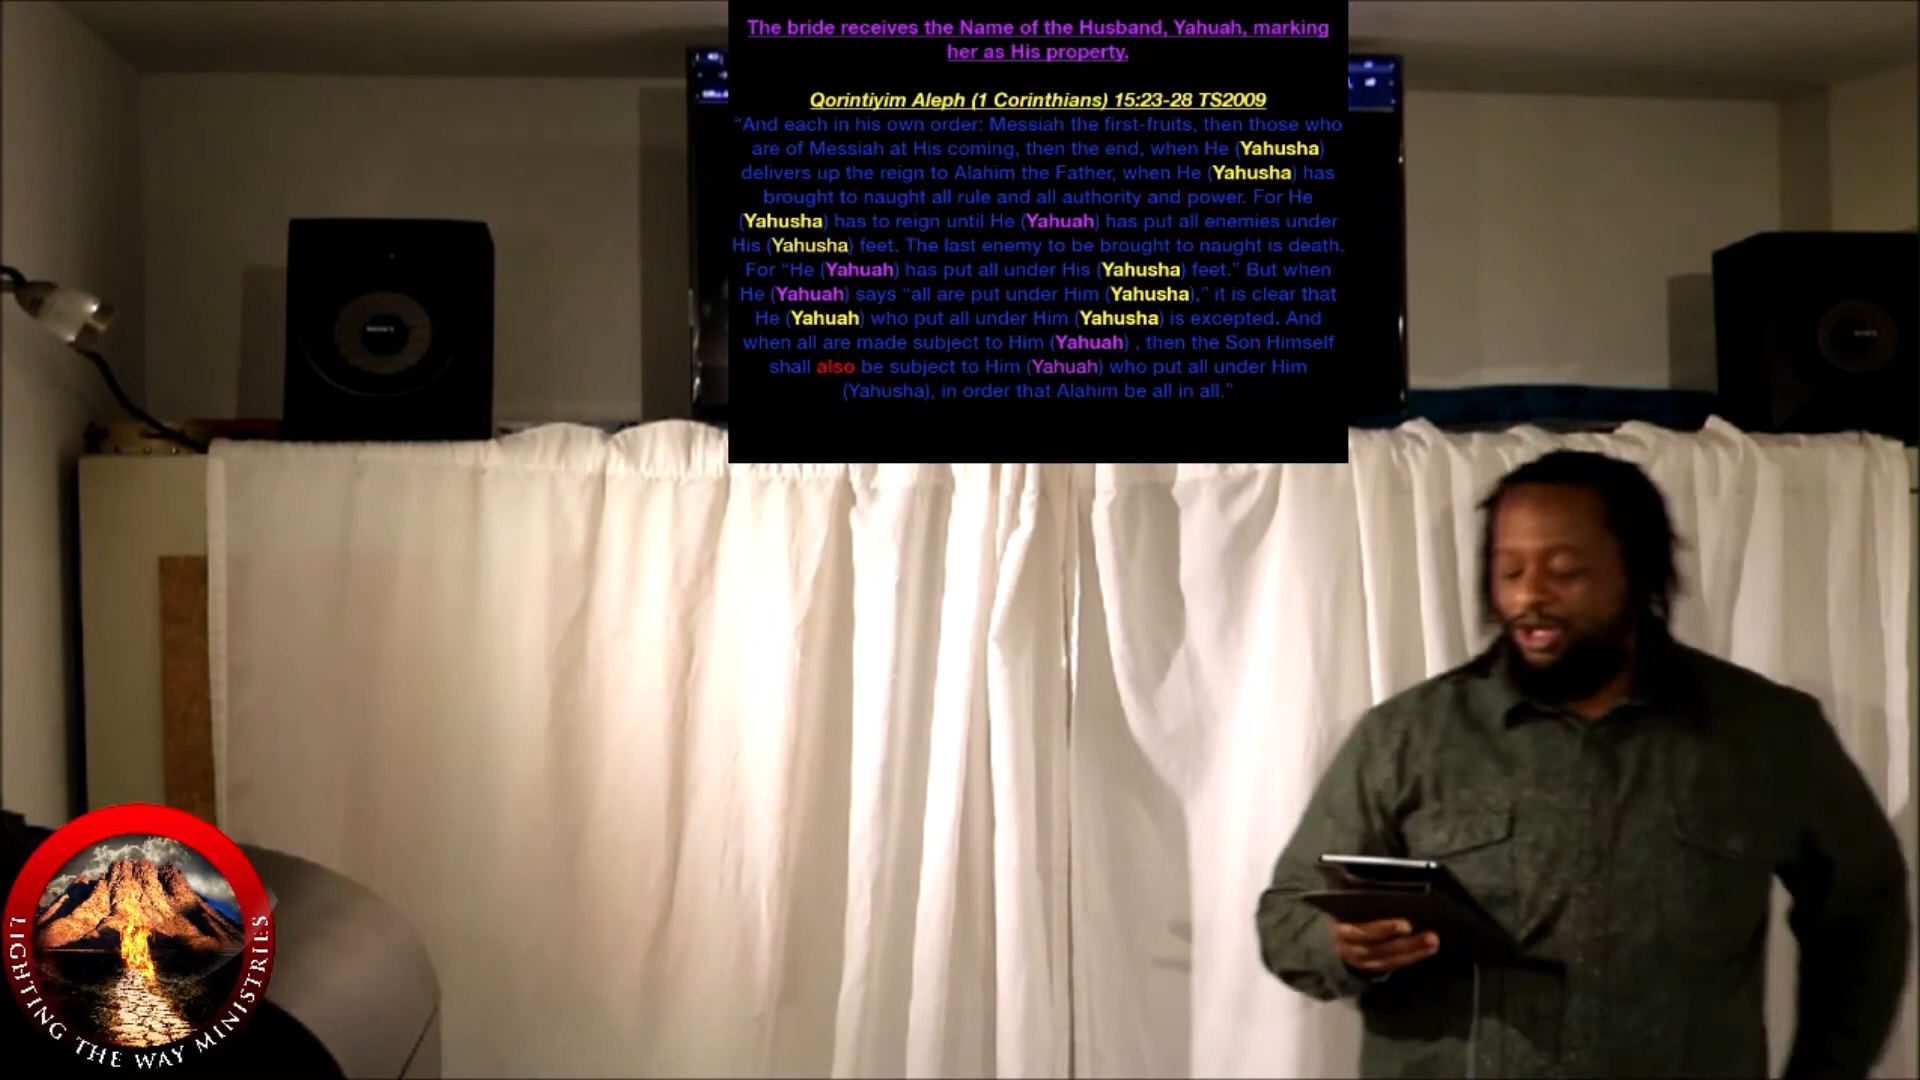 The bride receives the Name of the Husband, Yahuah, marking
her as His property.
Qorintiyim Aleph (1 Corinthians) 15:23-28 TS2009
“And each in his own order: Messiah the first-fruits, then those who
are of Messiah at His coming, then the end, when He (Yahusha)
delivers up the reign to Alahim the Father, when He (Yahusha) has
brought to naught all rule and all authority and power. For He
(Yahusha) has to reign until He (Yahuah) has put all enemies under
His (Yahusha) feet. The last enemy to be brought to naught is death.
For “He (Yahuah) has put all under His (Yahusha) feet.” But when
He (Yahuah) says “all are put under Him (Yahusha),” it is clear that
He (Yahuah) who put all under Him (Yahusha) is excepted. And
when all are made subject to Him (Yahuah) , then the Son Himself
shall also be subject to Him (Yahuah) who put all under Him
(Yahusha), in order that Alahim be all in all.”
LIGHTING THE WAY MINISTRIES